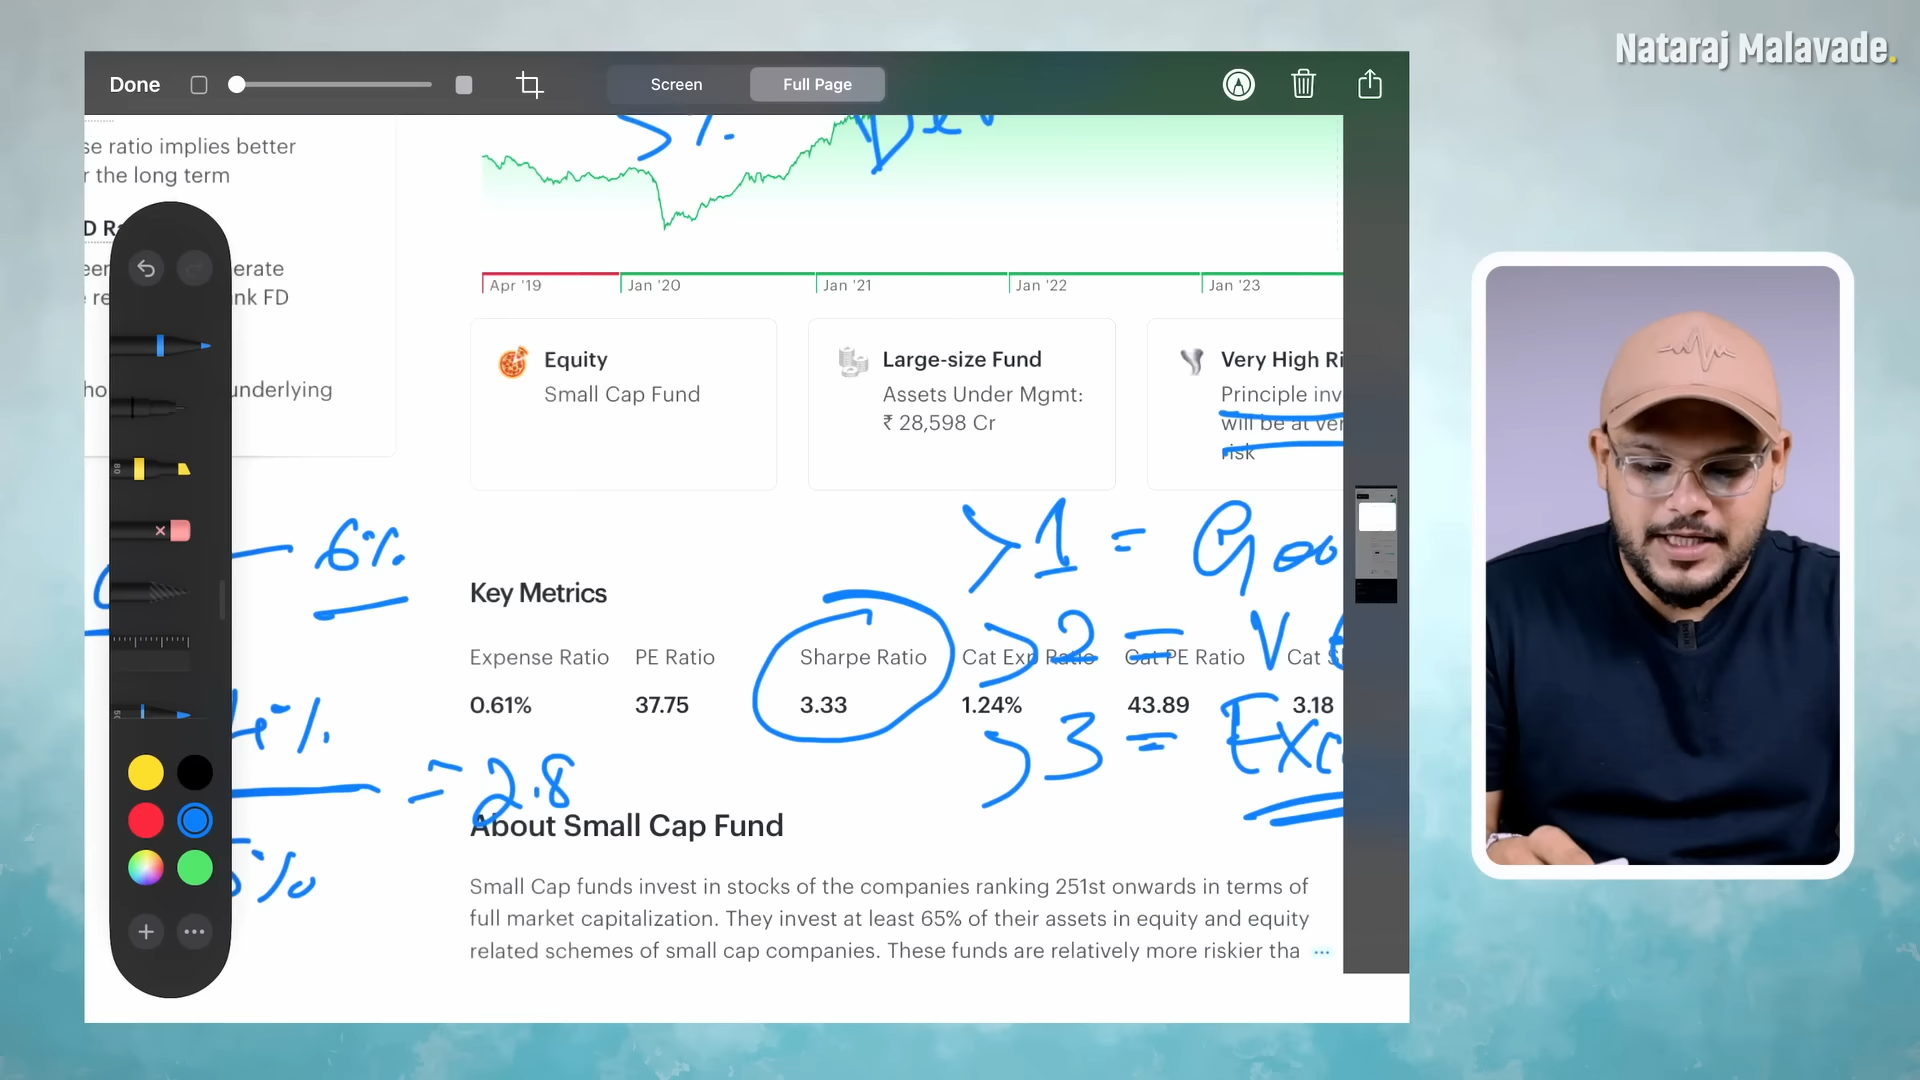 Nataraj Malavade.
Done
Screen
Full Page
se ratio implies better
r the long term
erate
nk FD
underlying
5%
Dev
Apr '19
Jan '20
Jan '21
Jan '22
Jan '23
Equity
Small Cap Fund
Large-size Fund
Assets Under Mgmt:
₹ 28,598 Cr
Very High Ri
Principle inv
will be at ver
risk
6%
>1 = Goo
>2 = V
>3 = Exc
Key Metrics
Expense Ratio
PE Ratio
Sharpe Ratio
Cat Exp Ratio
Cat PE Ratio
Cat S
0.61%
37.75
3.33
1.24%
43.89
3.18
= 2.8
5%
About Small Cap Fund
Small Cap funds invest in stocks of the companies ranking 251st onwards in terms of
full market capitalization. They invest at least 65% of their assets in equity and equity
related schemes of small cap companies. These funds are relatively more riskier tha ...